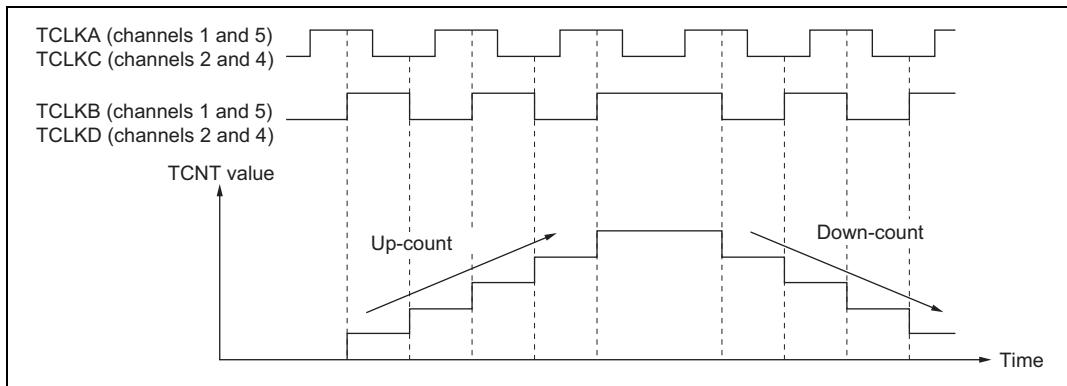 TCLKA (channels 1 and 5)
TCLKC (channels 2 and 4)
TCLKB (channels 1 and 5)
TCLKD (channels 2 and 4)
TCNT value
Up-count
Down-count
Time